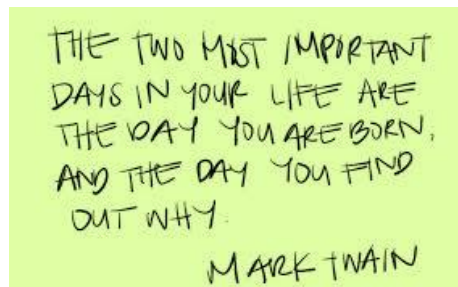 THE TWO MOST IMPORTANT
DAYS IN YOUR LIFE ARE
THE DAY YOU ARE BORN,
AND THE DAY YOU FIND
OUT WHY.
MARK TWAIN